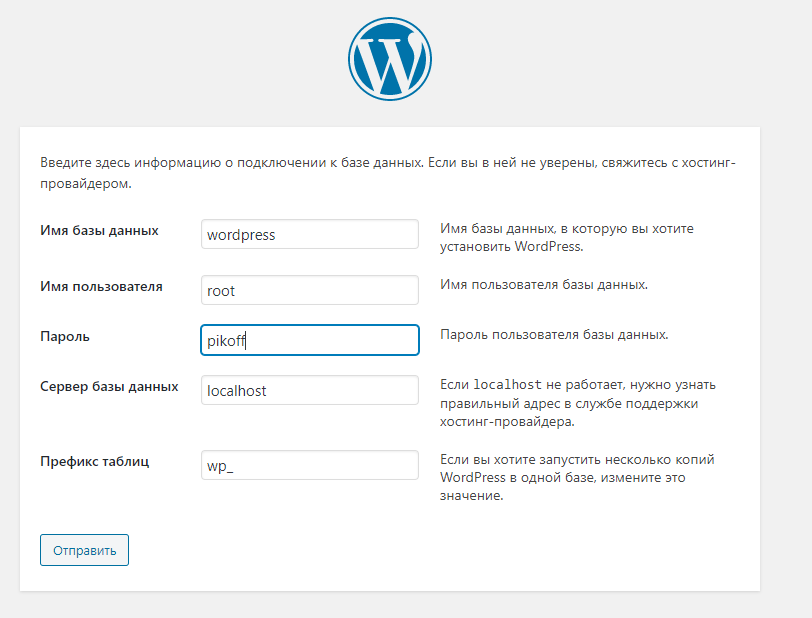 Введите здесь информацию о подключении к базе данных. Если вы в ней не уверены, свяжитесь с хостинг-
провайдером.
Имя базы данных
wordpress
Имя базы данных, в которую вы хотите
установить WordPress.
Имя пользователя
root
Имя пользователя базы данных.
Пароль
pikoff
Пароль пользователя базы данных.
Сервер базы данных
localhost
Если localhost не работает, нужно узнать
правильный адрес в службе поддержки
хостинг-провайдера.
Префикс таблиц
wp_
Если вы хотите запустить несколько копий
WordPress в одной базе, измените это
значение.
Отправить